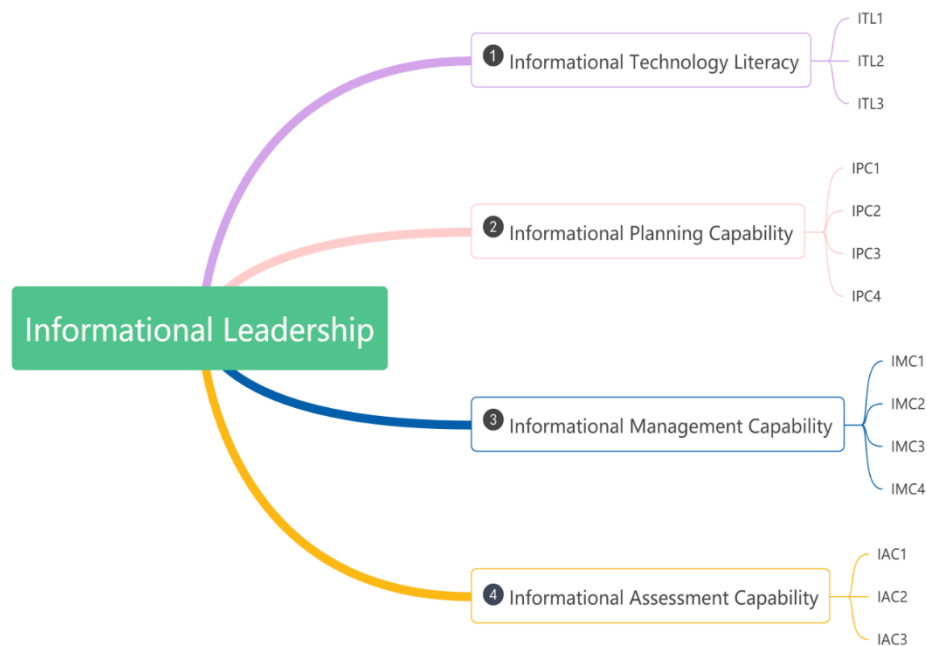 Informational Leadership
1 Informational Technology Literacy
ITL1
ITL2
ITL3
2 Informational Planning Capability
IPC1
IPC2
IPC3
IPC4
3 Informational Management Capability
IMC1
IMC2
IMC3
IMC4
4 Informational Assessment Capability
IAC1
IAC2
IAC3